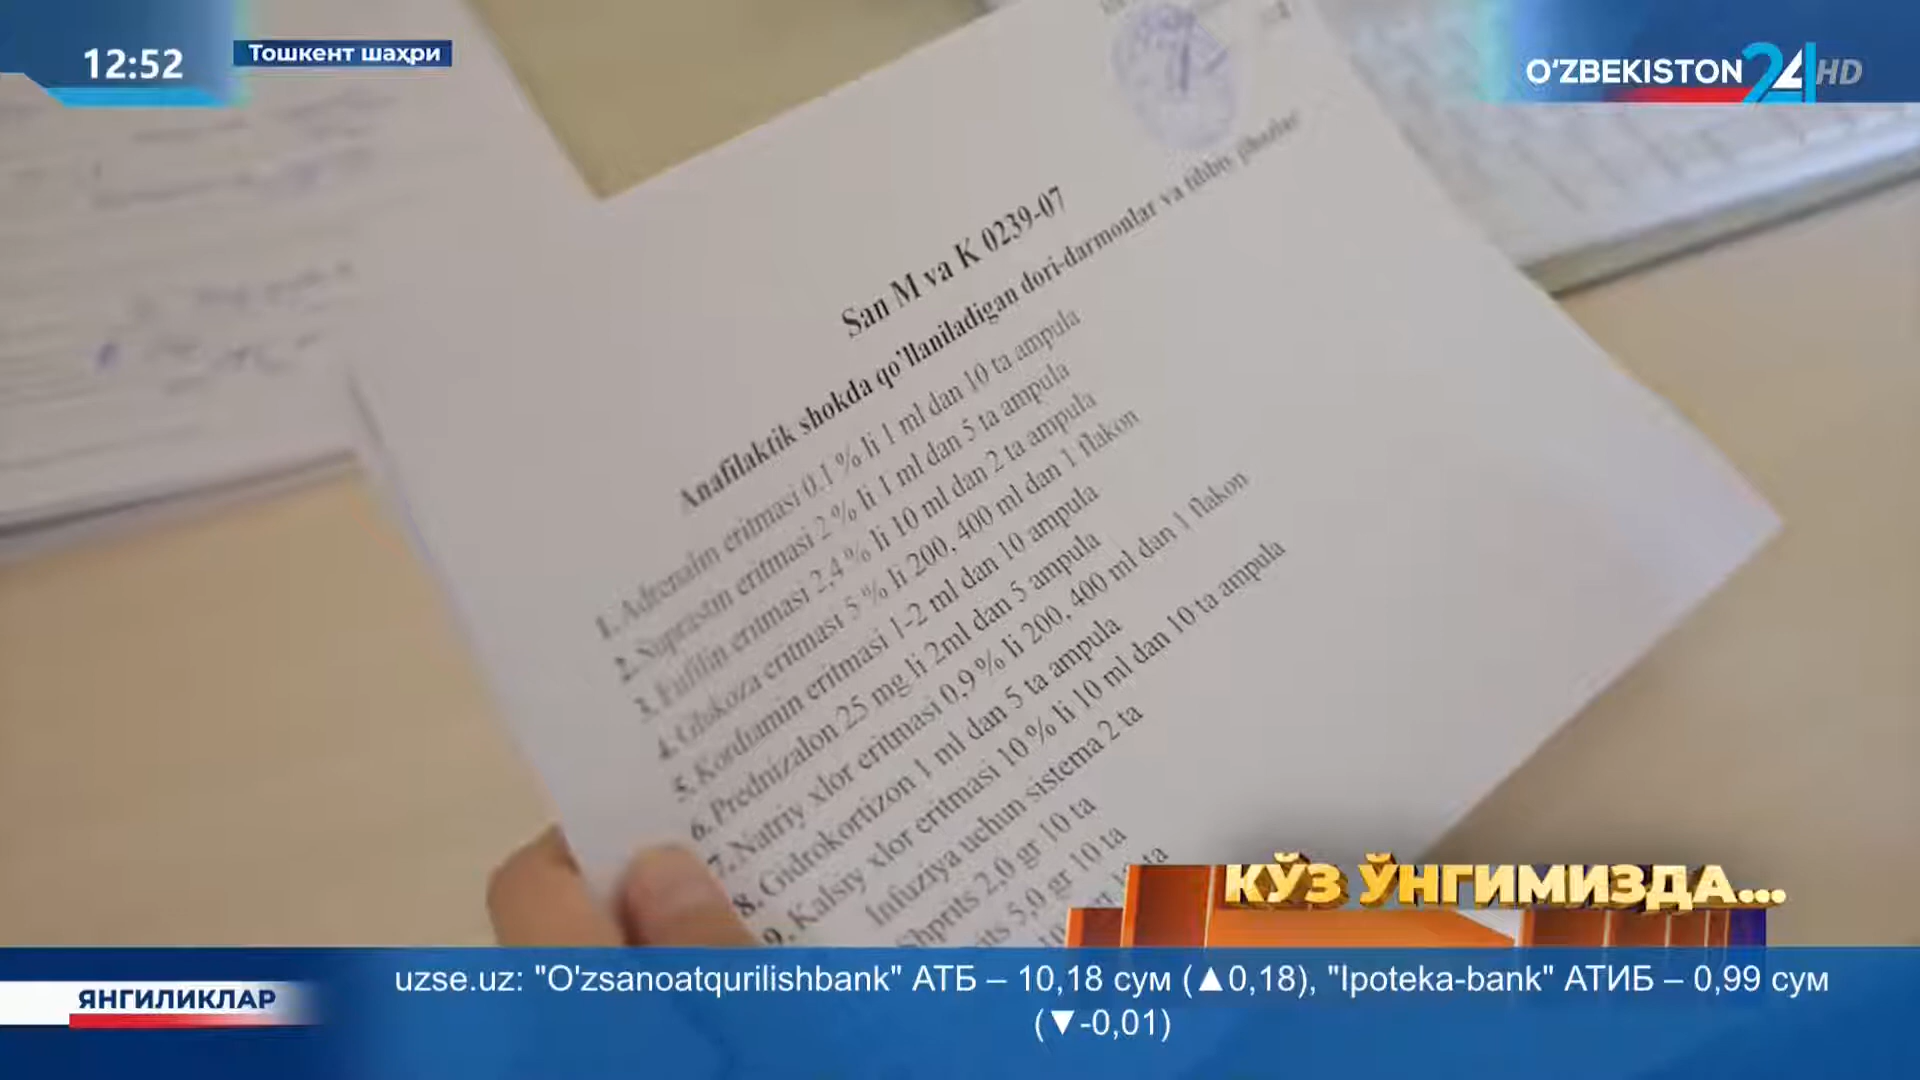 12:52
Тошкент шаҳри
O‘ZBEKISTON 24 HD
San M va K 0239-07
Anafilaktik shokda qo'llaniladigan dori-darmonlar va tibbiy jihozlar
1. Adrenalin eritmasi 0.1 % li 1 ml dan 10 ta ampula
2. Suprastin eritmasi 2 % li 1 ml dan 5 ta ampula
3. Eufilin eritmasi 2,4 % li 10 ml dan 2 ta ampula
4. Glukoza eritmasi 5 % li 200, 400 ml dan 1 flakon
5. Kordiamin eritmasi 1-2 ml dan 10 ampula
6. Prednizalon 25 mg li 2ml dan 5 ampula
7. Natriy xlor eritmasi 0,9 % li 200, 400 ml dan 1 flakon
8. Gidrokortizon 1 ml dan 5 ta ampula
9. Kalsiy xlor eritmasi 10 % li 10 ml dan 10 ta ampula
Infuziya uchun sistema 2 ta
Shprits 2,0 gr 10 ta
5,0 gr 10 ta
КЎЗ ЎНГИМИЗДА...
ЯНГИЛИКЛАР
uzse.uz: "O'zsanoatqurilishbank" АТБ – 10,18 сум (▲0,18), "Ipoteka-bank" АТИБ – 0,99 сум
(▼-0,01)